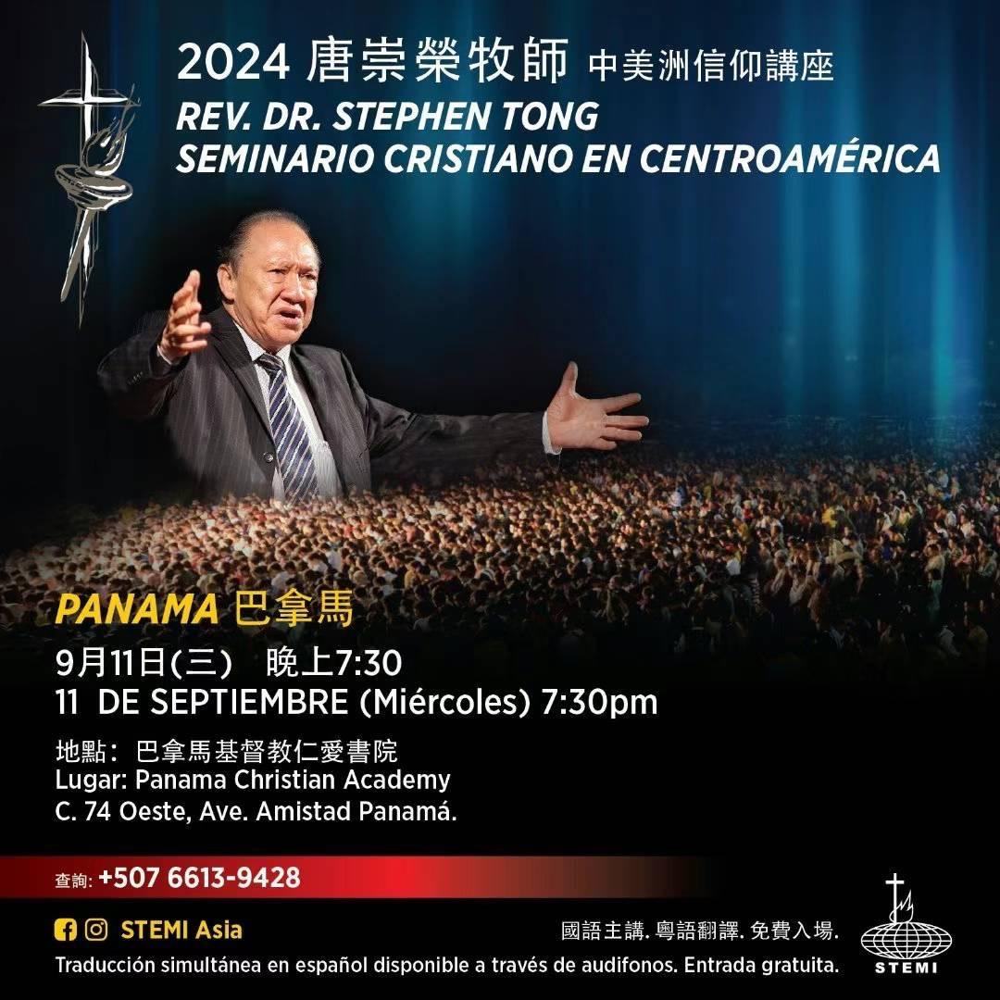 2024 唐崇榮牧師 中美洲信仰講座
REV. DR. STEPHEN TONG
SEMINARIO CRISTIANO EN CENTROAMÉRICA
PANAMA 巴拿馬
9月11日(三) 晚上7:30
11 DE SEPTIEMBRE (Miércoles) 7:30pm
地點：巴拿馬基督教仁愛書院
Lugar: Panama Christian Academy
C. 74 Oeste, Ave. Amistad Panamá.
查詢: +507 6613-9428
STEMI Asia
國語主講. 粵語翻譯. 免費入場.
Traducción simultánea en español disponible a través de audifonos. Entrada gratuita.
STEMI